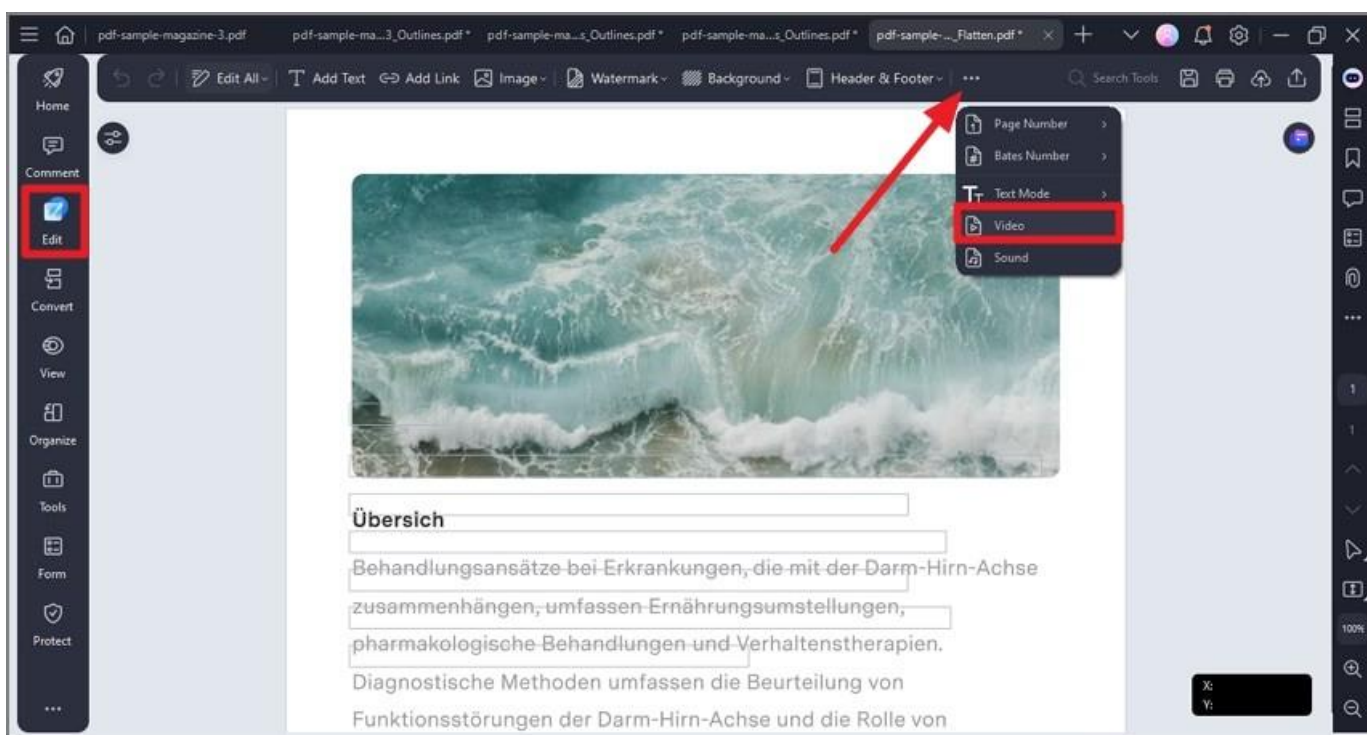 pdf-sample-magazine-3.pdf
pdf-sample-ma...3_Outlines.pdf *
pdf-sample-ma...s_Outlines.pdf *
pdf-sample-ma...s_Outlines.pdf *
pdf-sample-..._Flatten.pdf *
Edit All
Add Text
Add Link
Image
Watermark
Background
Header & Footer
Search Tools
Home
Comment
Edit
Convert
View
Organize
Tools
Form
Protect
Page Number
Bates Number
Text Mode
Video
Sound
Übersich
Behandlungsansätze bei Erkrankungen, die mit der Darm-Hirn-Achse
zusammenhängen, umfassen Ernährungsumstellungen,
pharmakologische Behandlungen und Verhaltenstherapien.
Diagnostische Methoden umfassen die Beurteilung von
Funktionsstörungen der Darm-Hirn-Achse und die Rolle von
1
1
100%
X:
Y: